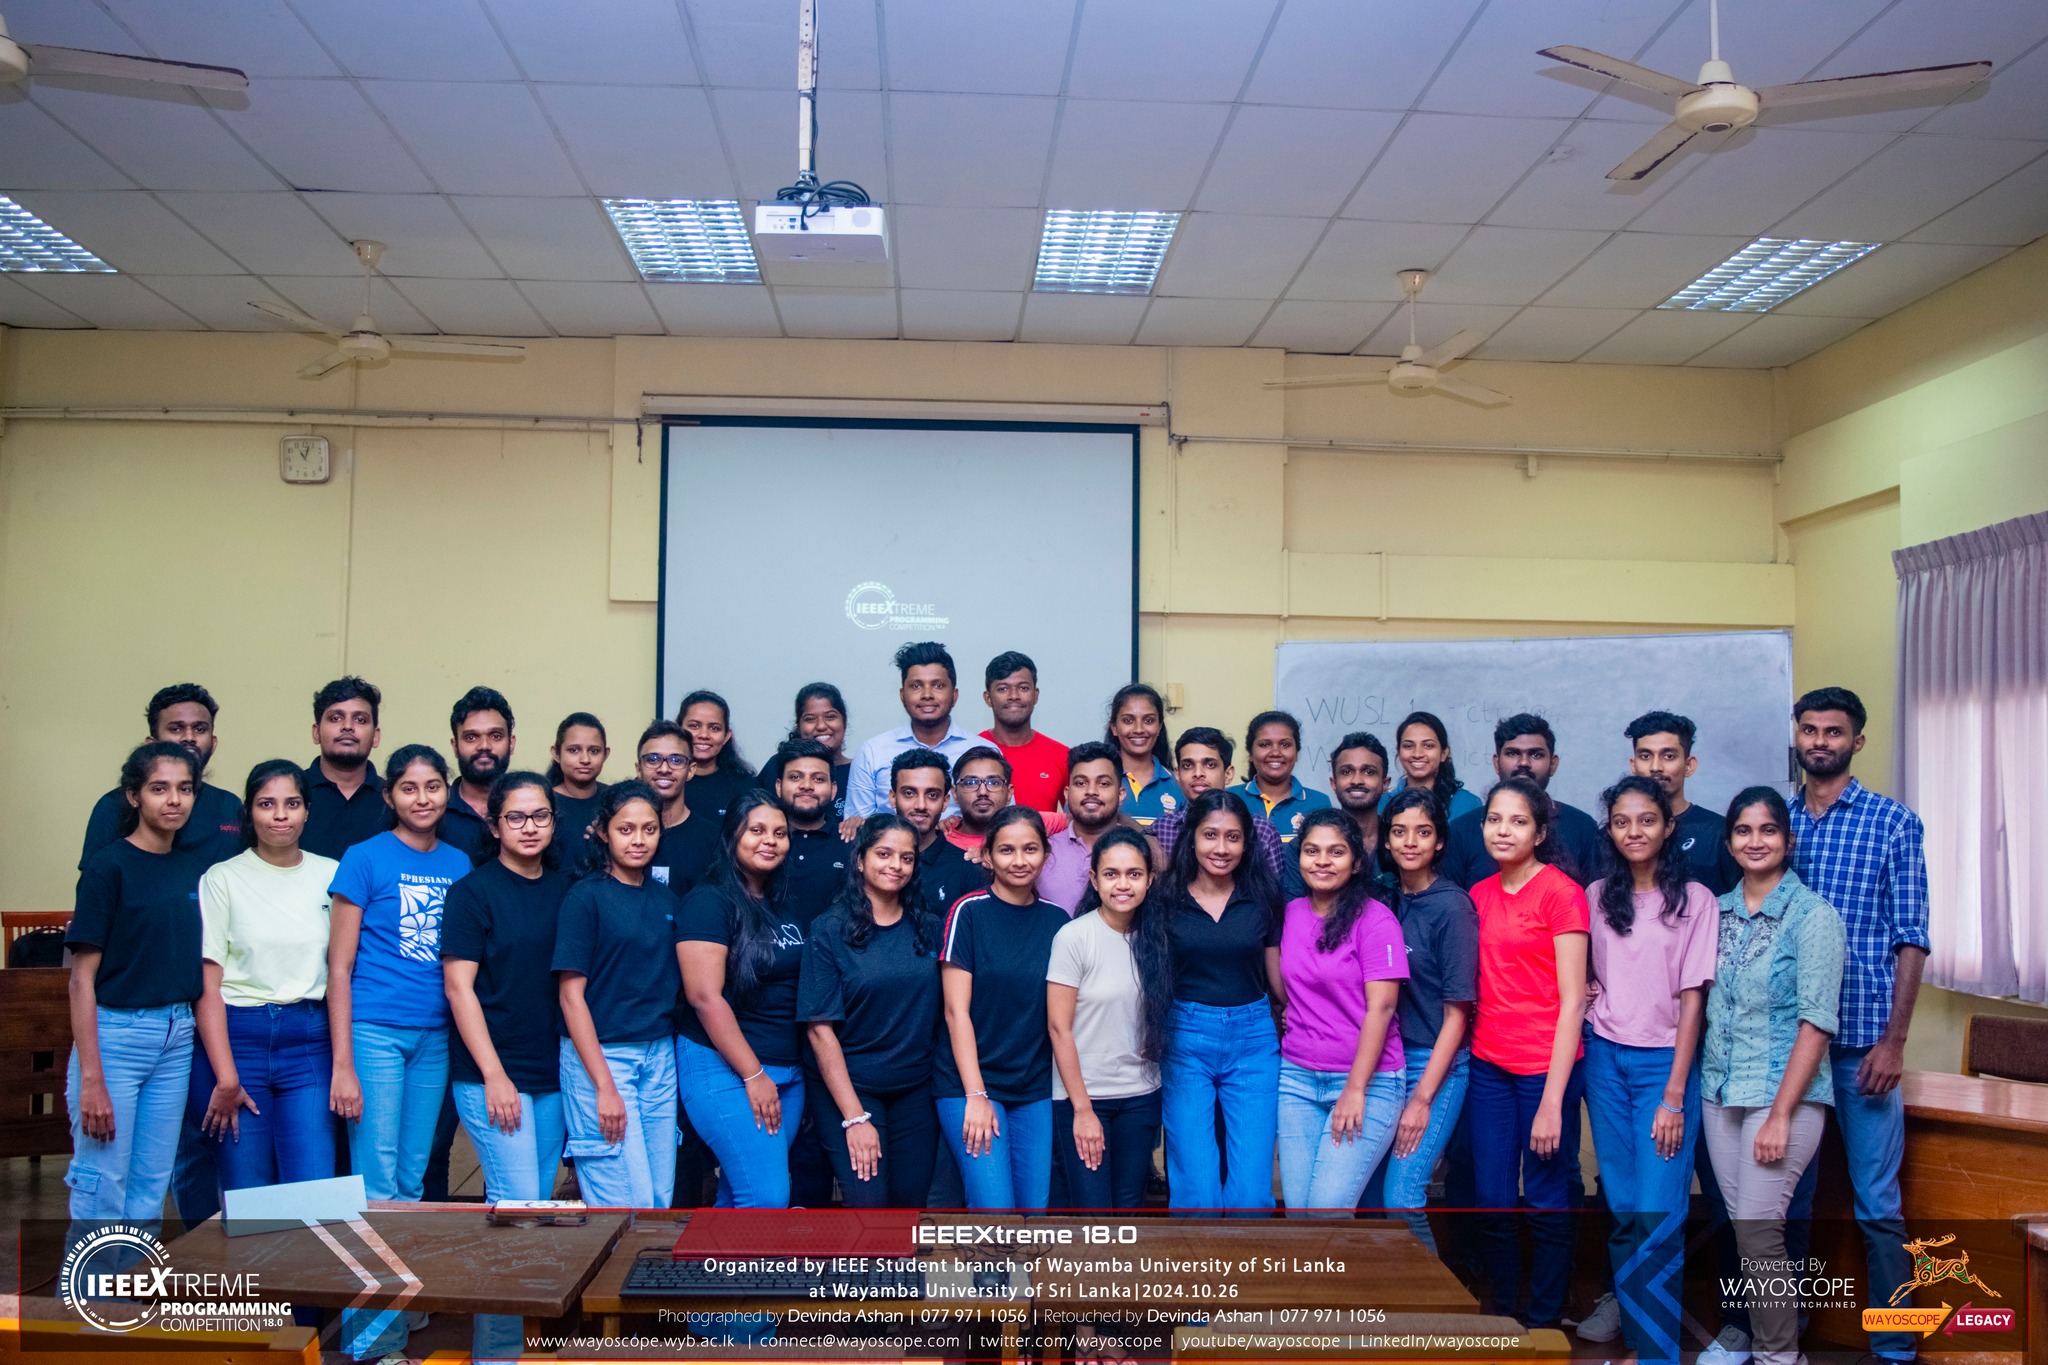 IEEEXTREME
PROGRAMMING
COMPETITION 18.0
WUSL
EPHESIANS
IEEEXtreme 18.0
Organized by IEEE Student branch of Wayamba University of Sri Lanka
at Wayamba University of Sri Lanka|2024.10.26
Photographed by Devinda Ashan | 077 971 1056 | Retouched by Devinda Ashan | 077 971 1056
www.wayoscope.wyb.ac.lk | connect@wayoscope.com | twitter.com/wayoscope | youtube/wayoscope | LinkedIn/wayoscope
IEEEXTREME
PROGRAMMING
COMPETITION 18.0
Powered By
WAYOSCOPE
CREATIVITY UNCHAINED
WAYOSCOPE LEGACY